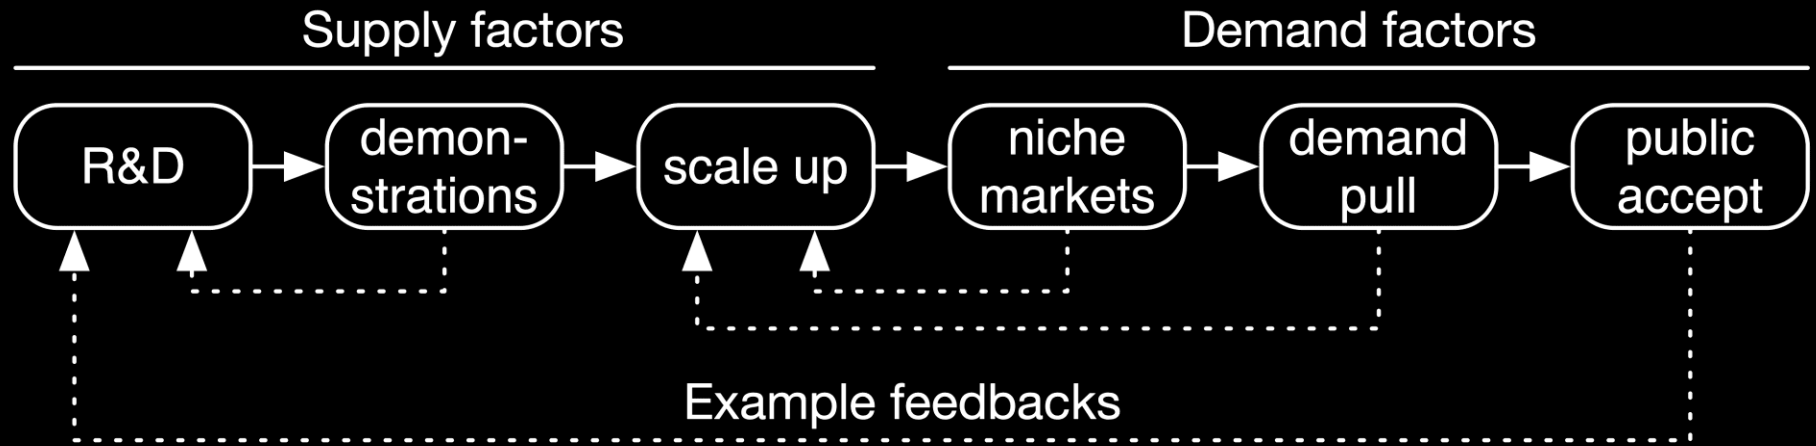 Supply factors
Demand factors
R&D
demon-
strations
scale up
niche
markets
demand
pull
public
accept
Example feedbacks